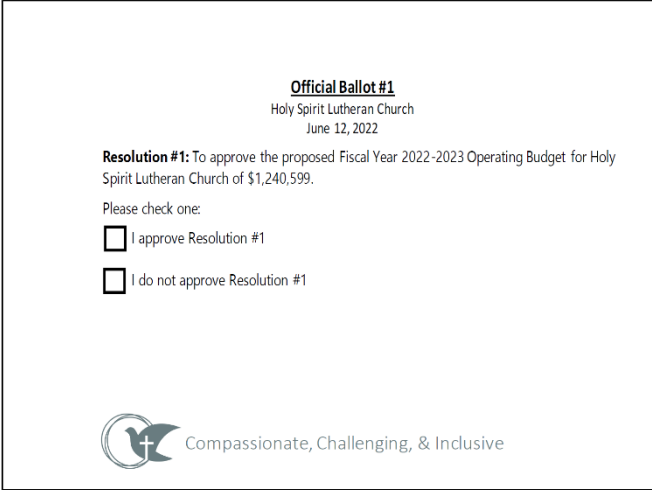 Official Ballot #1
Holy Spirit Lutheran Church
June 12, 2022
Resolution #1: To approve the proposed Fiscal Year 2022-2023 Operating Budget for Holy
Spirit Lutheran Church of $1,240,599.
Please check one:
I approve Resolution #1
I do not approve Resolution #1
Compassionate, Challenging, & Inclusive